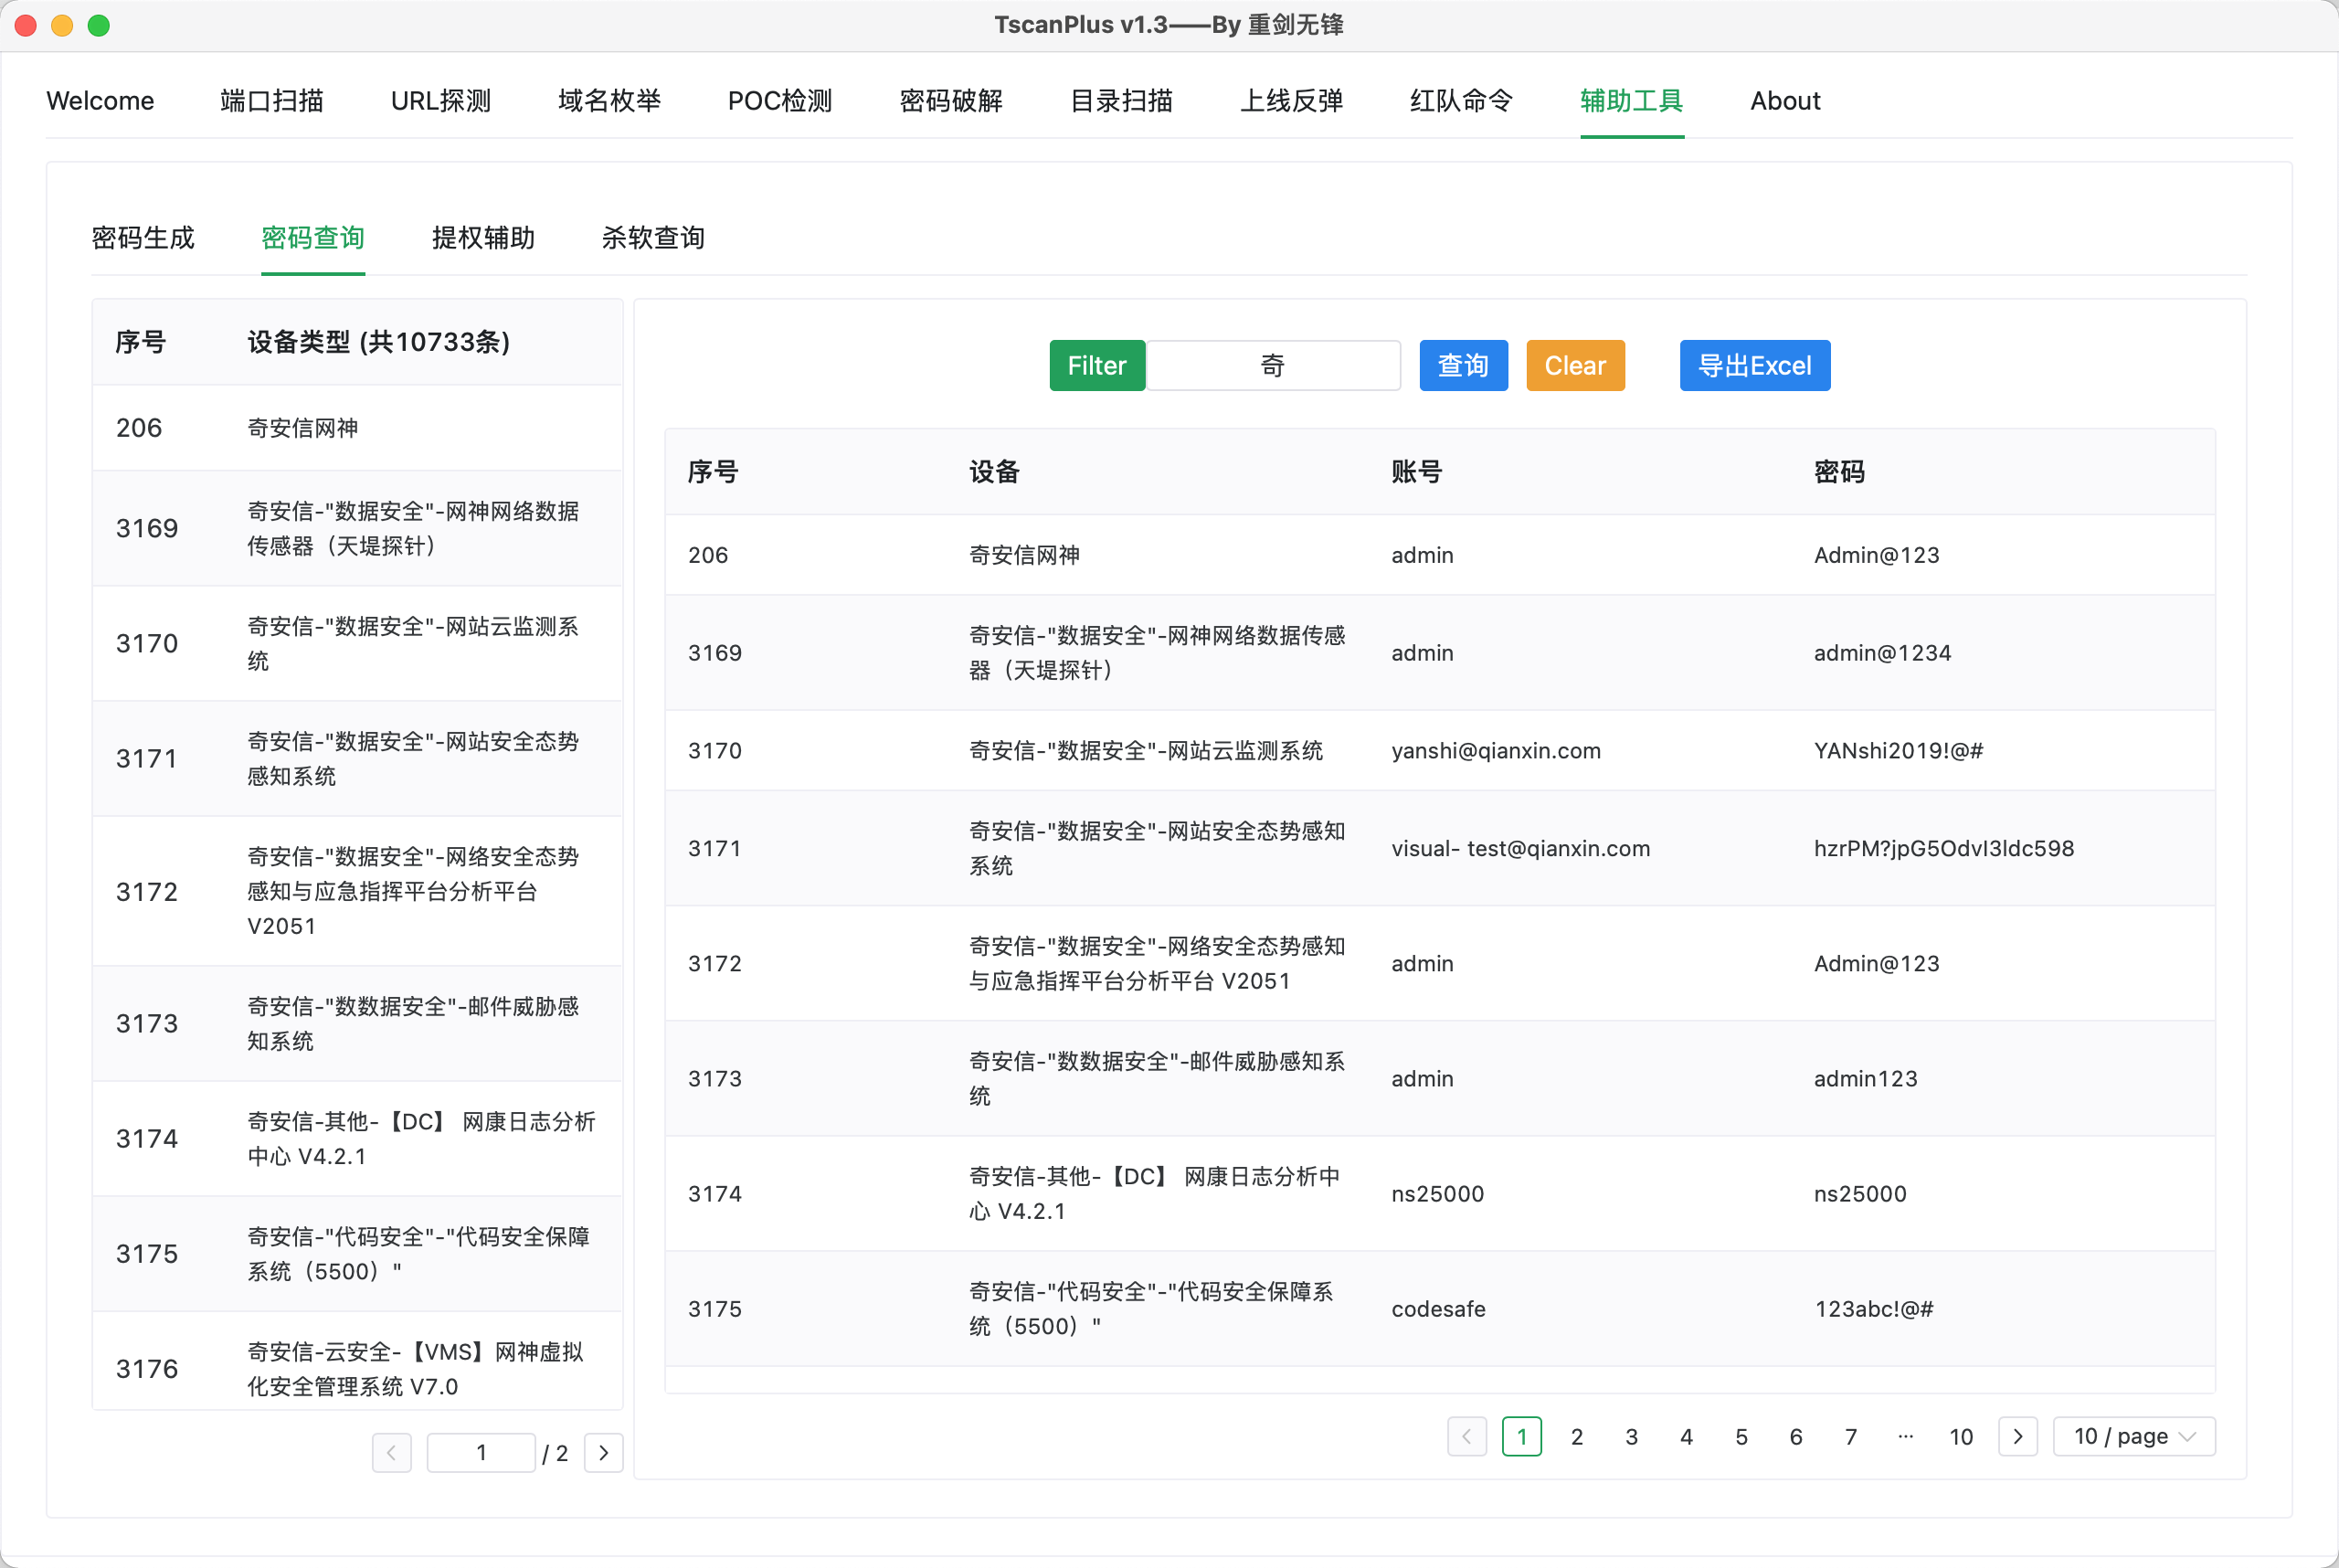 TscanPlus v1.3——By 重剑无锋
Welcome 端口扫描 URL探测 域名枚举 POC检测 密码破解 目录扫描 上线反弹 红队命令 辅助工具 About
密码生成 密码查询 提权辅助 杀软查询
序号 设备类型 (共10733条)
206 奇安信网神
3169 奇安信-"数据安全"-网神网络数据
传感器（天堤探针）
3170 奇安信-"数据安全"-网站云监测系
统
3171 奇安信-"数据安全"-网站安全态势
感知系统
3172 奇安信-"数据安全"-网络安全态势
感知与应急指挥平台分析平台
V2051
3173 奇安信-"数数据安全"-邮件威胁感
知系统
3174 奇安信-其他-【DC】 网康日志分析
中心 V4.2.1
3175 奇安信-"代码安全"-"代码安全保障
系统（5500）"
3176 奇安信-云安全-【VMS】网神虚拟
化安全管理系统 V7.0
1 / 2
Filter 奇 查询 Clear 导出Excel
序号 设备 账号 密码
206 奇安信网神 admin Admin@123
3169 奇安信-"数据安全"-网神网络数据传感
器（天堤探针） admin admin@1234
3170 奇安信-"数据安全"-网站云监测系统 yanshi@qianxin.com YANshi2019!@#
3171 奇安信-"数据安全"-网站安全态势感知
系统 visual- test@qianxin.com hzrPM?jpG5OdvI3ldc598
3172 奇安信-"数据安全"-网络安全态势感知
与应急指挥平台分析平台 V2051 admin Admin@123
3173 奇安信-"数数据安全"-邮件威胁感知系
统 admin admin123
3174 奇安信-其他-【DC】 网康日志分析中
心 V4.2.1 ns25000 ns25000
3175 奇安信-"代码安全"-"代码安全保障系
统（5500）" codesafe 123abc!@#
1 2 3 4 5 6 7 ··· 10 10 / page